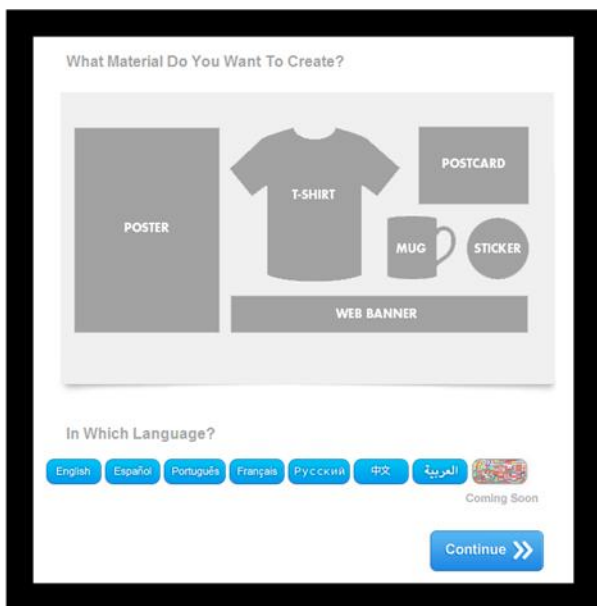 What Material Do You Want To Create?
POSTER
T-SHIRT
POSTCARD
MUG
STICKER
WEB BANNER
In Which Language?
English
Español
Português
Français
Русский
中文
العربية
Coming Soon
Continue